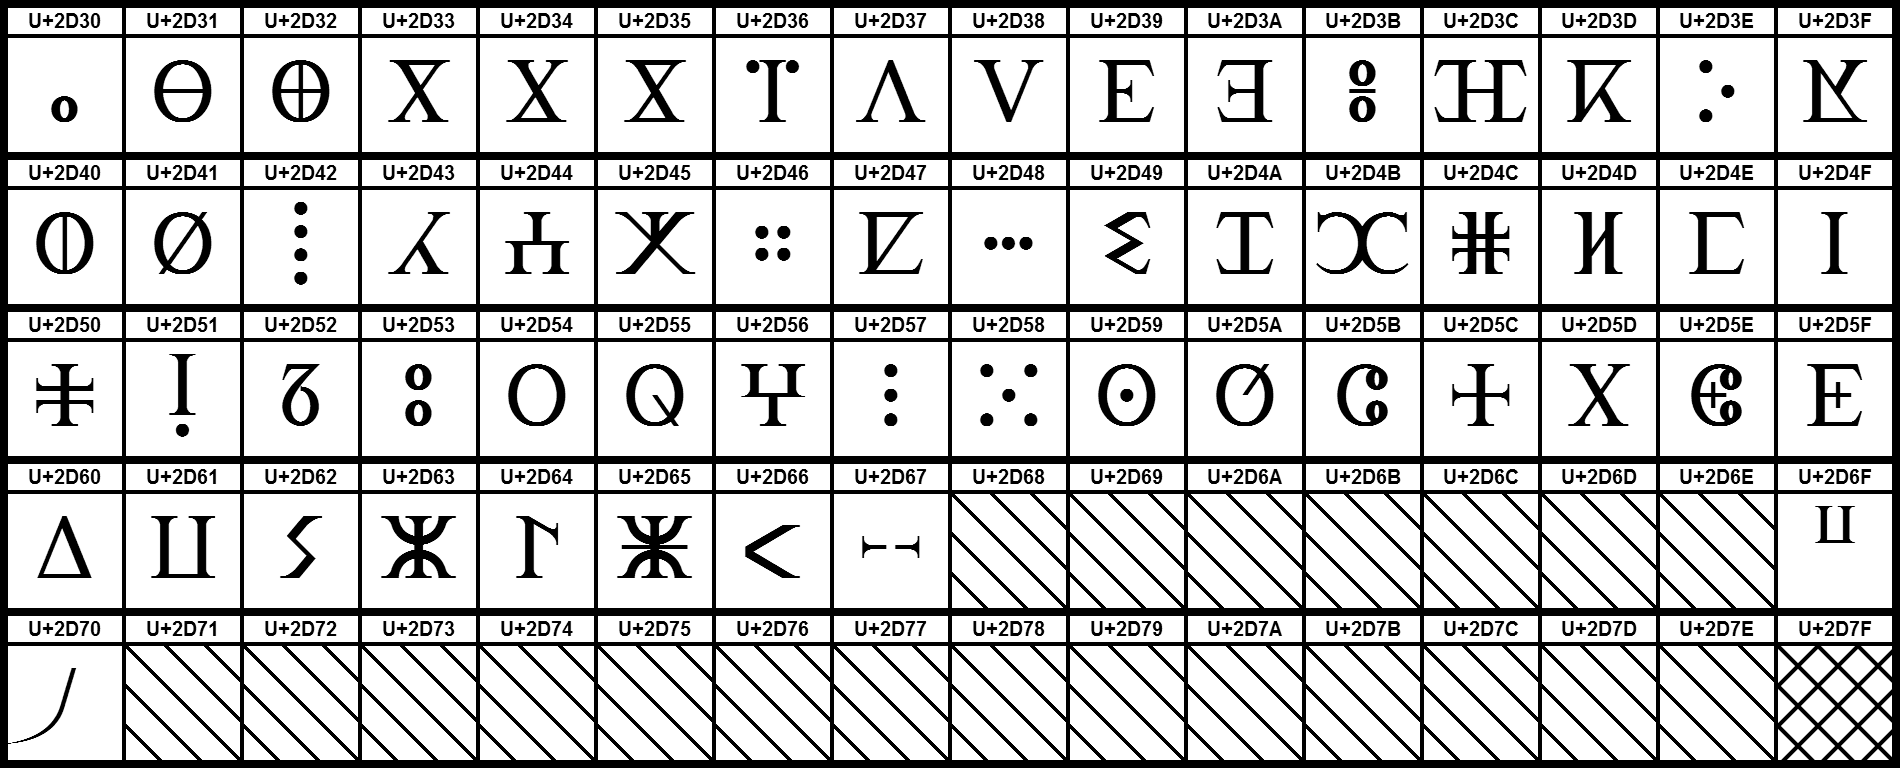 U+2D30 U+2D31 U+2D32 U+2D33 U+2D34 U+2D35 U+2D36 U+2D37 U+2D38 U+2D39 U+2D3A U+2D3B U+2D3C U+2D3D U+2D3E U+2D3F
ⴰ ⴱ ⴲ ⴳ ⴴ ⴵ ⴶ ⴷ ⴸ ⴹ ⴺ ⴻ ⴼ ⴽ ⴾ ⴿ
U+2D40 U+2D41 U+2D42 U+2D43 U+2D44 U+2D45 U+2D46 U+2D47 U+2D48 U+2D49 U+2D4A U+2D4B U+2D4C U+2D4D U+2D4E U+2D4F
ⵀ ⵁ ⵂ ⵃ ⵄ ⵅ ⵆ ⵇ ⵈ ⵉ ⵊ ⵋ ⵌ ⵍ ⵎ ⵏ
U+2D50 U+2D51 U+2D52 U+2D53 U+2D54 U+2D55 U+2D56 U+2D57 U+2D58 U+2D59 U+2D5A U+2D5B U+2D5C U+2D5D U+2D5E U+2D5F
ⵐ ⵑ ⵒ ⵓ ⵔ ⵕ ⵖ ⵗ ⵘ ⵙ ⵚ ⵛ ⵜ ⵝ ⵞ ⵟ
U+2D60 U+2D61 U+2D62 U+2D63 U+2D64 U+2D65 U+2D66 U+2D67 U+2D68 U+2D69 U+2D6A U+2D6B U+2D6C U+2D6D U+2D6E U+2D6F
ⵠ ⵡ ⵢ ⵣ ⵤ ⵥ ⵦ ⵧ ⵯ
U+2D70 U+2D71 U+2D72 U+2D73 U+2D74 U+2D75 U+2D76 U+2D77 U+2D78 U+2D79 U+2D7A U+2D7B U+2D7C U+2D7D U+2D7E U+2D7F
⵰